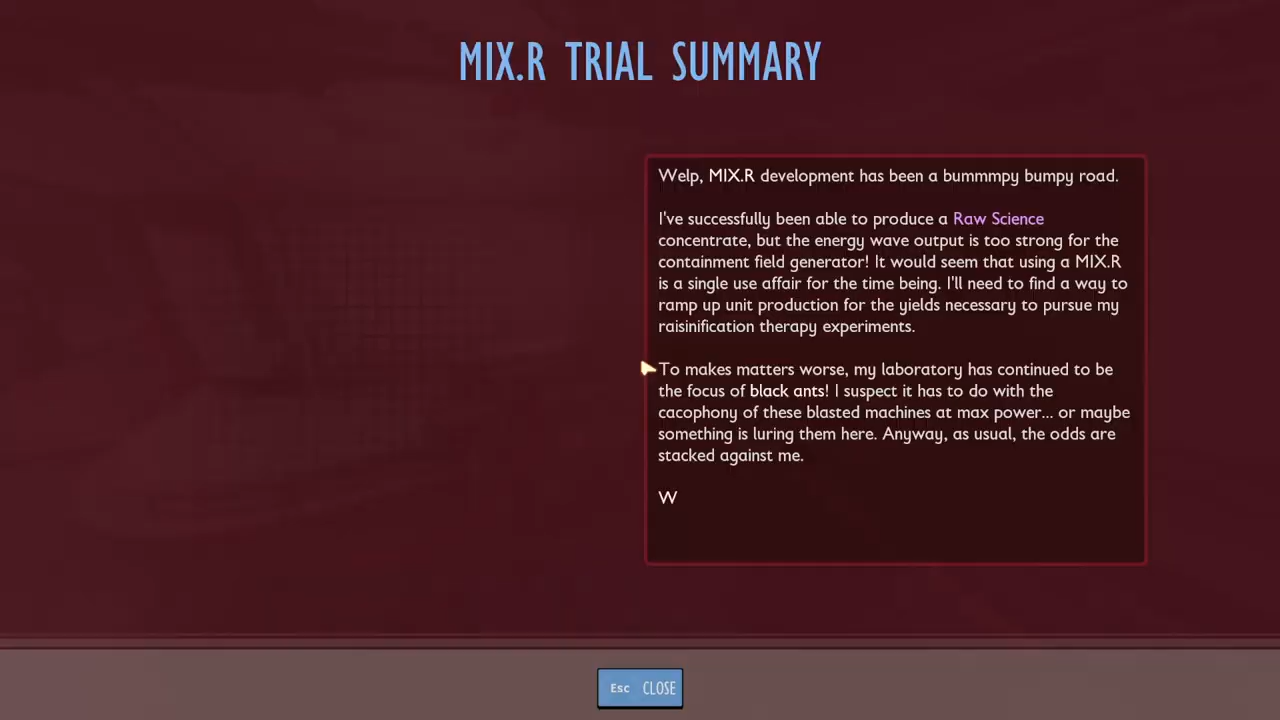 MIX.R TRIAL SUMMARY
Welp, MIX.R development has been a bummmpy bumpy road.
I've successfully been able to produce a Raw Science
concentrate, but the energy wave output is too strong for the
containment field generator! It would seem that using a MIX.R
is a single use affair for the time being. I'll need to find a way to
ramp up unit production for the yields necessary to pursue my
raisinification therapy experiments.
To makes matters worse, my laboratory has continued to be
the focus of black ants! I suspect it has to do with the
cacophony of these blasted machines at max power... or maybe
something is luring them here. Anyway, as usual, the odds are
stacked against me.
W
Esc CLOSE